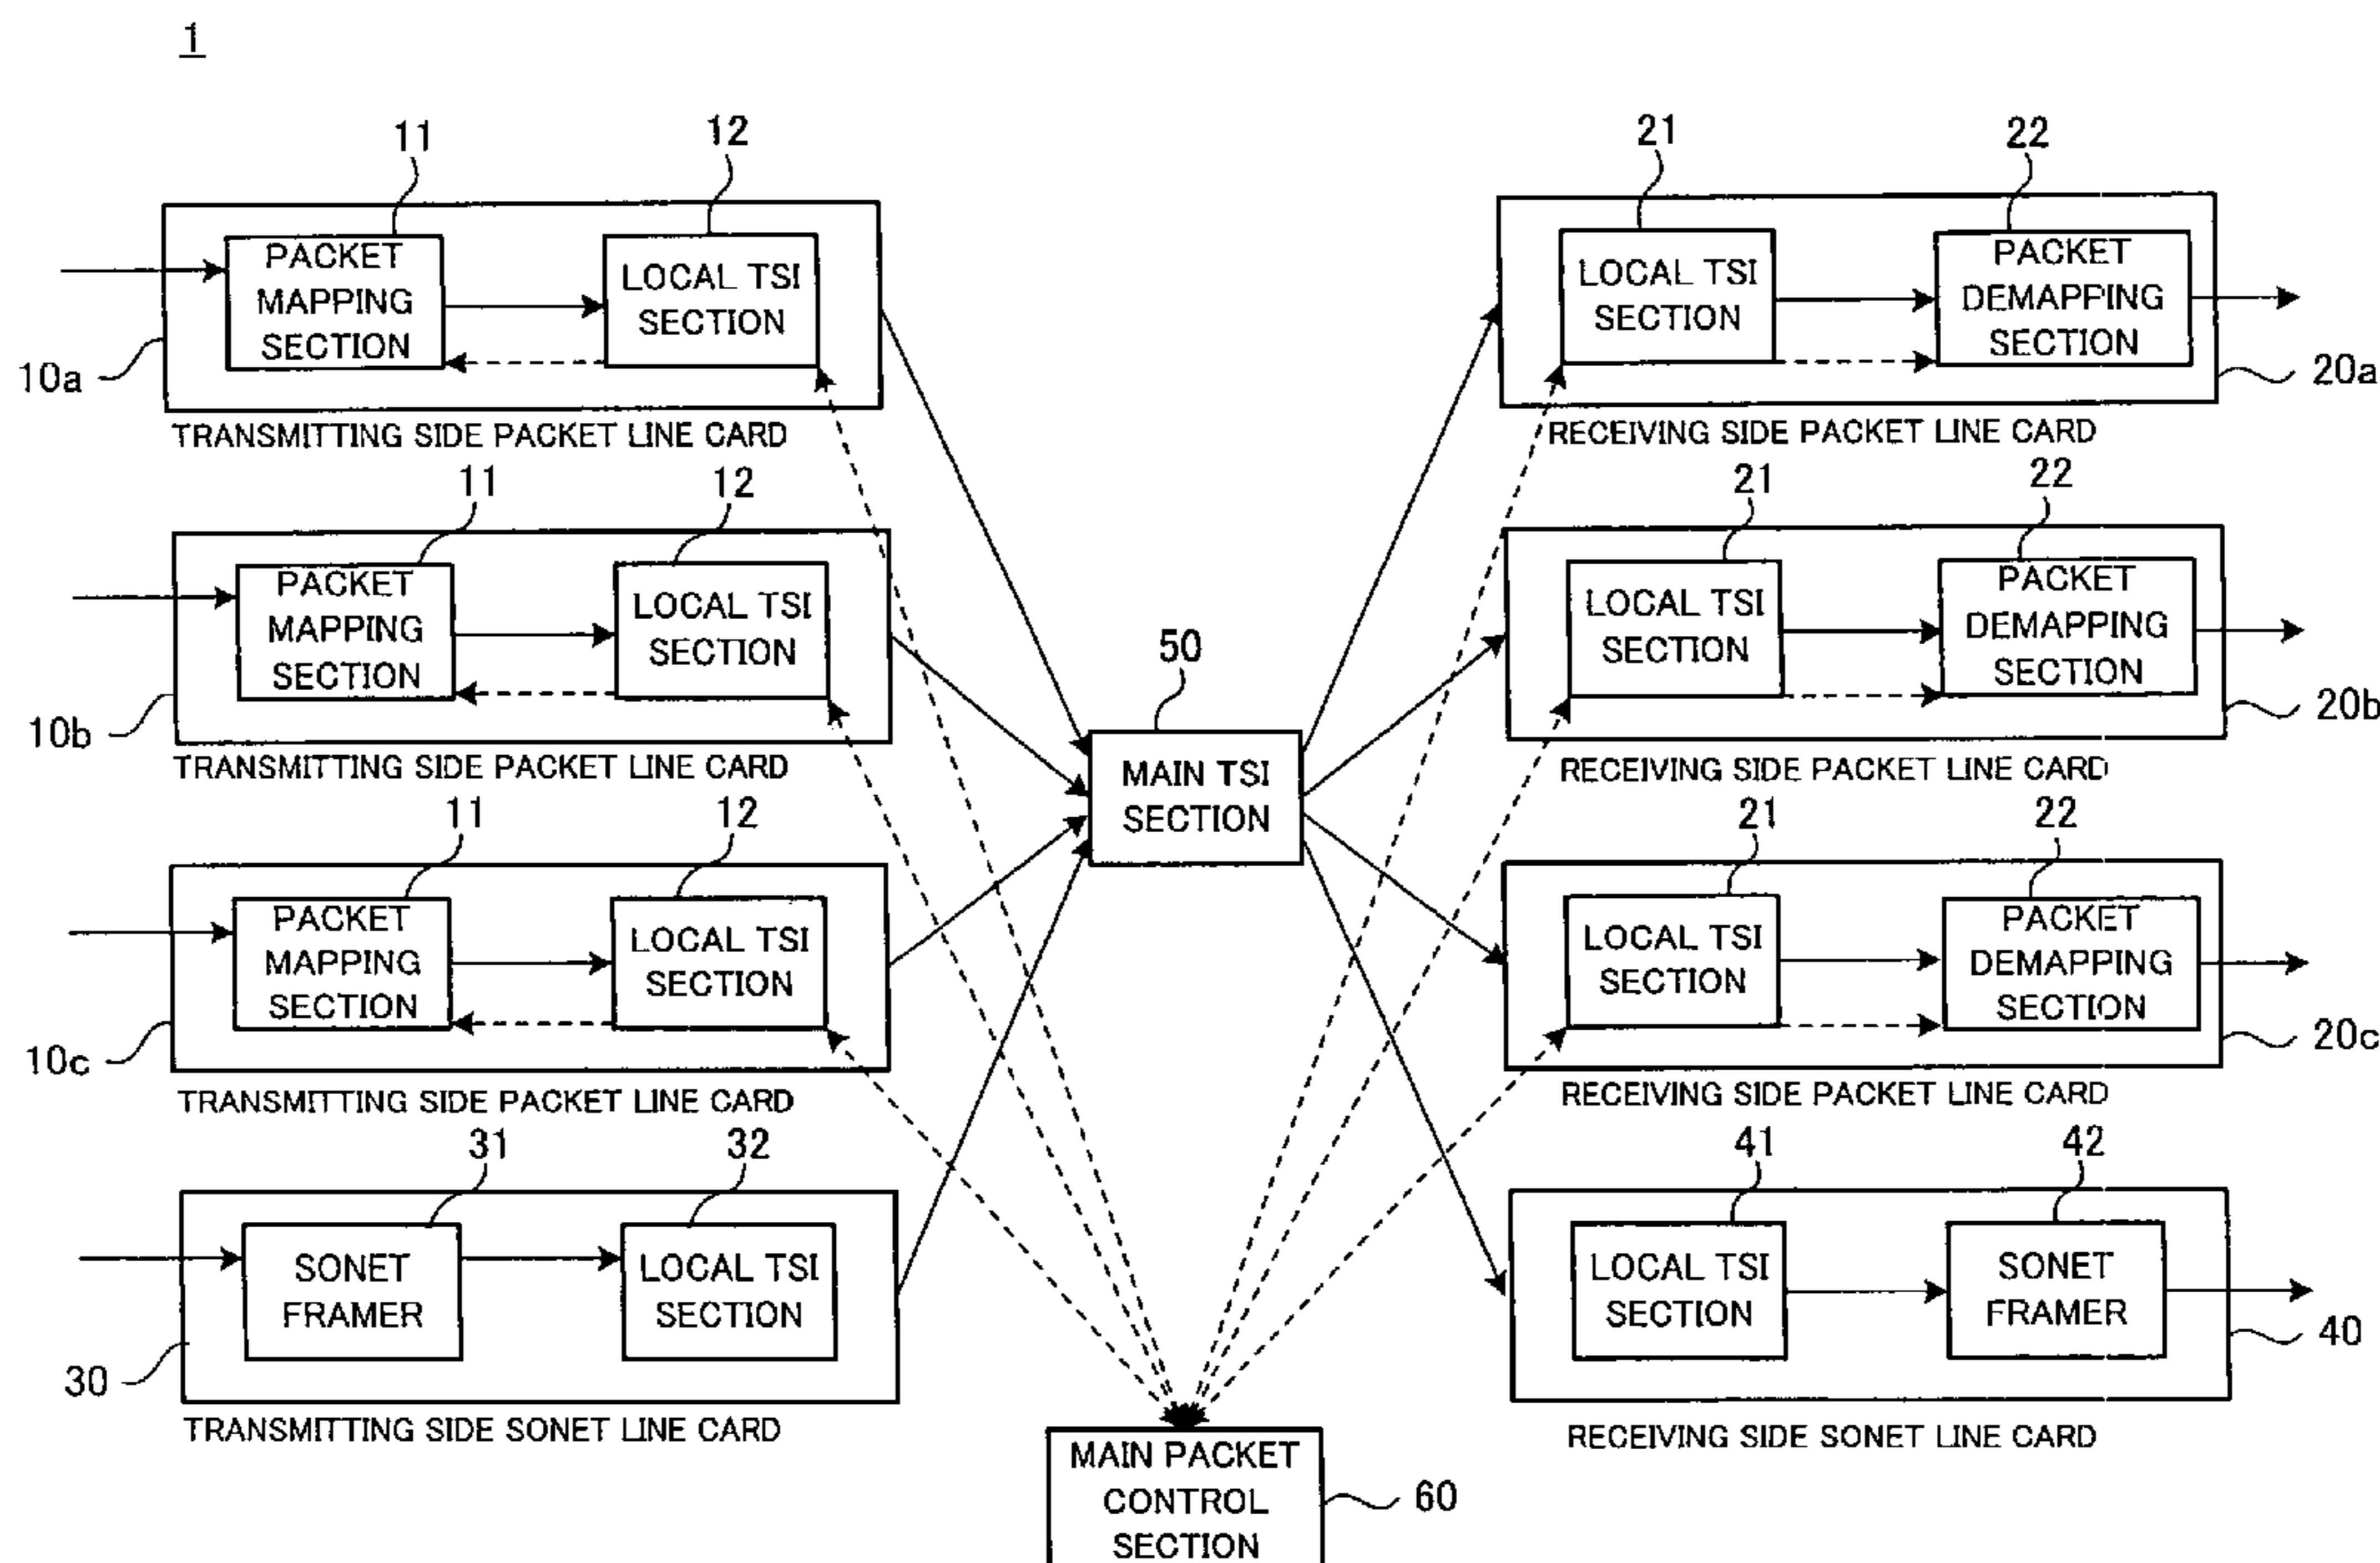 1
11
12
PACKET
MAPPING
SECTION
LOCAL TSI
SECTION
10a
TRANSMITTING SIDE PACKET LINE CARD
11
12
PACKET
MAPPING
SECTION
LOCAL TSI
SECTION
10b
TRANSMITTING SIDE PACKET LINE CARD
11
12
PACKET
MAPPING
SECTION
LOCAL TSI
SECTION
10c
TRANSMITTING SIDE PACKET LINE CARD
31
32
SONET
FRAMER
LOCAL TSI
SECTION
30
TRANSMITTING SIDE SONET LINE CARD
50
MAIN TSI
SECTION
MAIN PACKET
CONTROL
SECTION
60
21
22
LOCAL TSI
SECTION
PACKET
DEMAPPING
SECTION
20a
RECEIVING SIDE PACKET LINE CARD
21
22
LOCAL TSI
SECTION
PACKET
DEMAPPING
SECTION
20b
RECEIVING SIDE PACKET LINE CARD
21
22
LOCAL TSI
SECTION
PACKET
DEMAPPING
SECTION
20c
RECEIVING SIDE PACKET LINE CARD
41
42
LOCAL TSI
SECTION
SONET
FRAMER
40
RECEIVING SIDE SONET LINE CARD